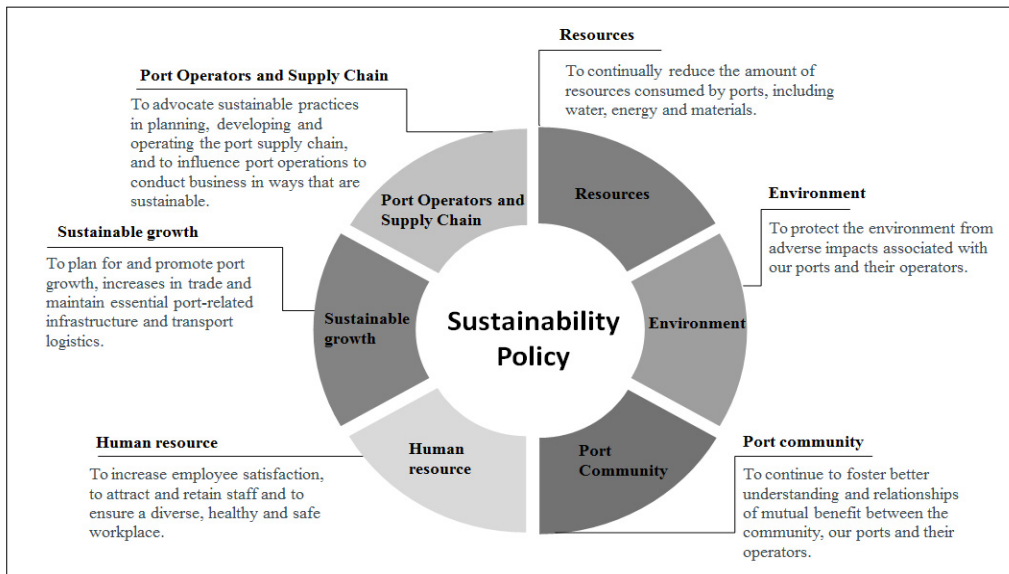 Resources
To continually reduce the amount of
resources consumed by ports, including
water, energy and materials.
Port Operators and Supply Chain
To advocate sustainable practices
in planning, developing and
operating the port supply chain,
and to influence port operations to
conduct business in ways that are
sustainable.
Environment
To protect the environment from
adverse impacts associated with
our ports and their operators.
Sustainable growth
To plan for and promote port
growth, increases in trade and
maintain essential port-related
infrastructure and transport
logistics.
Port community
To continue to foster better
understanding and relationships
of mutual benefit between the
community, our ports and their
operators.
Human resource
To increase employee satisfaction,
to attract and retain staff and to
ensure a diverse, healthy and safe
workplace.
Port Operators and
Supply Chain
Resources
Environment
Port
Community
Human
resource
Sustainable
growth
Sustainability
Policy